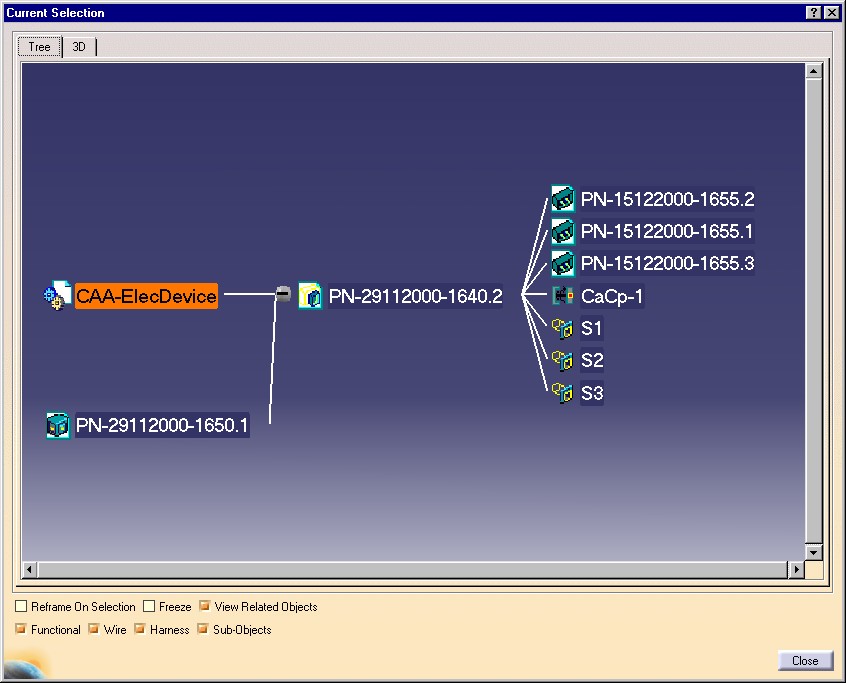 Current Selection
Tree 3D
PN-15122000-1655.2
PN-15122000-1655.1
PN-15122000-1655.3
CAA-ElecDevice PN-29112000-1640.2 CaCp-1
S1
S2
S3
PN-29112000-1650.1
Reframe On Selection Freeze View Related Objects
Functional Wire Harness Sub-Objects
Close